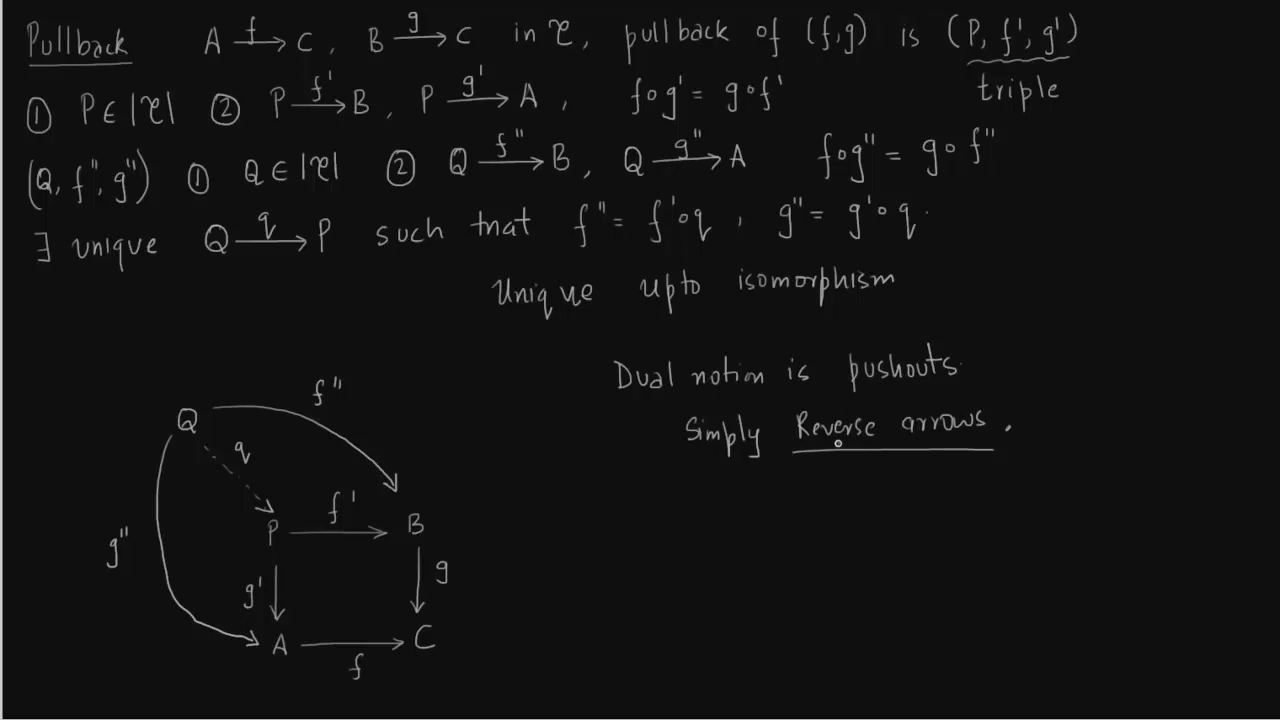 Pullback A f→ C, B g→ C in 𝒞, pullback of (f,g) is (P, f', g')
① P ∈ |𝒞| ② P f'→ B, P g'→ A, f∘g' = g∘f' triple
(Q, f", g") ① Q ∈ |𝒞| ② Q f"→ B, Q g"→ A f∘g" = g∘f"
∃ unique Q q→ P such that f" = f'∘q, g" = g'∘q.
Unique upto isomorphism
Dual notion is pushouts.
Simply Reverse arrows.
f"
Q
q
f'
P B
g"
g' g
A C
f